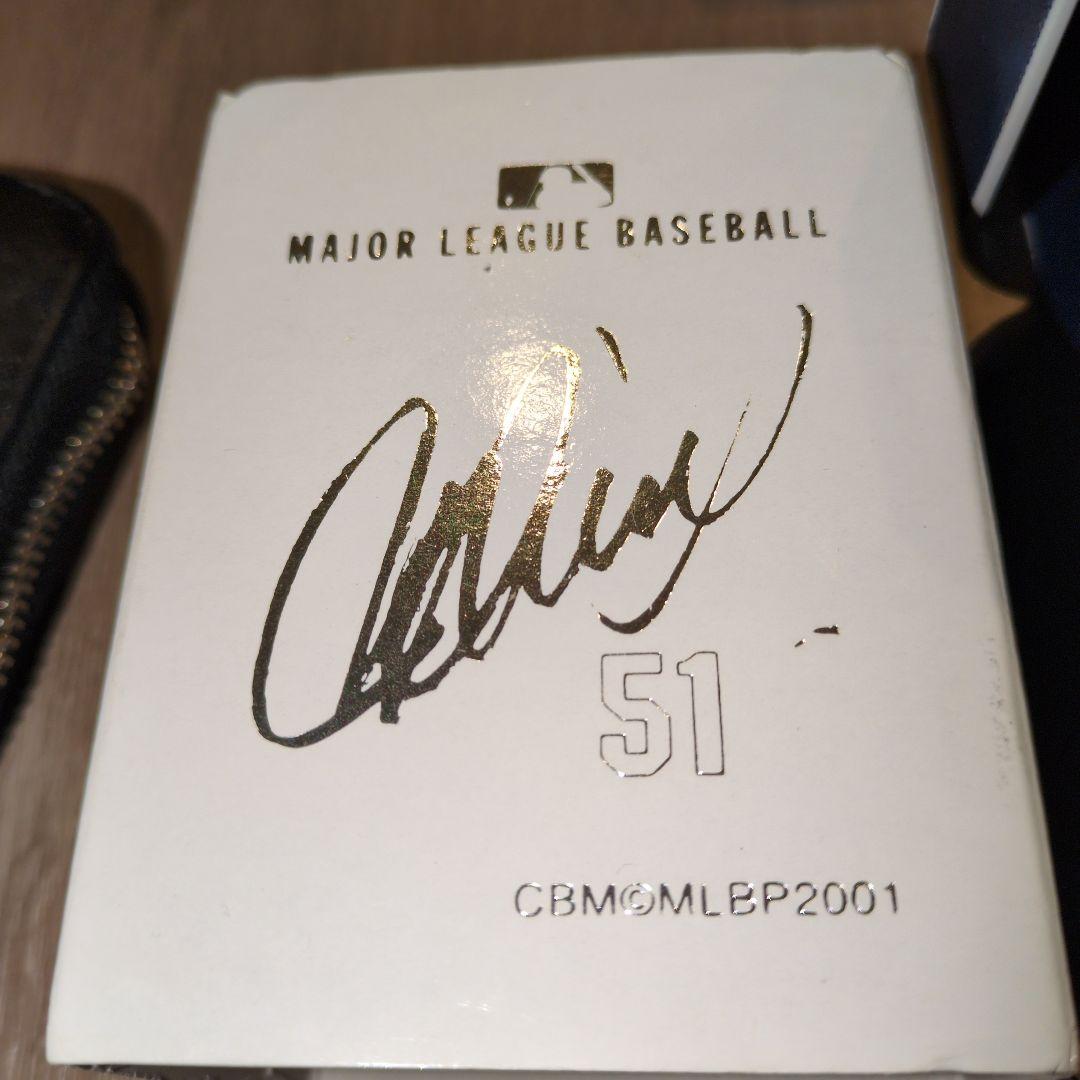 MAJOR LEAGUE BASEBALL
51
CBM©MLBP2001